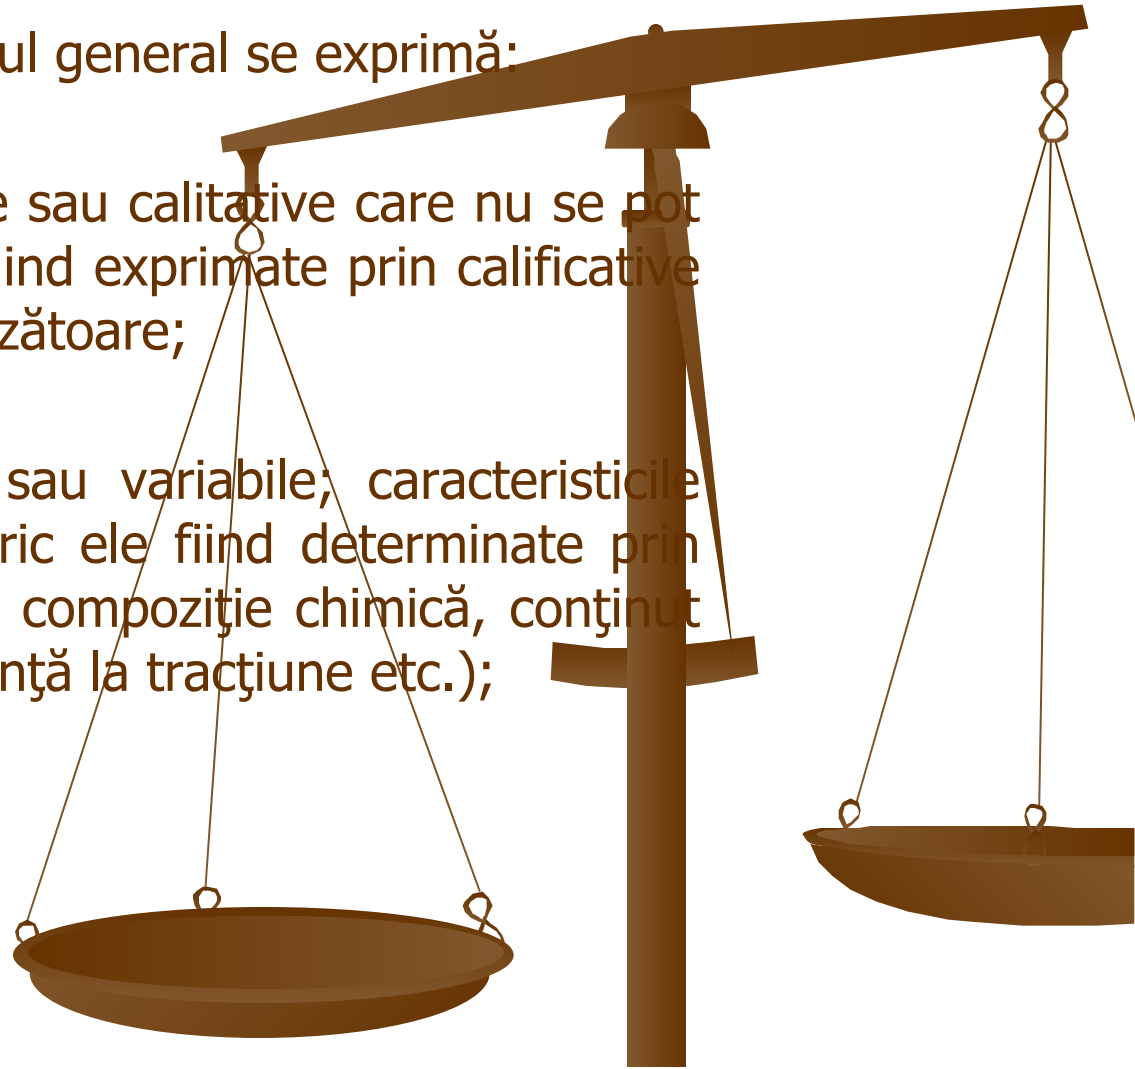 ul general se exprimă:
e sau calitative care nu se pot
ind exprimate prin calificative
zătoare;
sau variabile; caracteristicile
ric ele fiind determinate prin
compoziţie chimică, conţinut
nţă la tracţiune etc.);